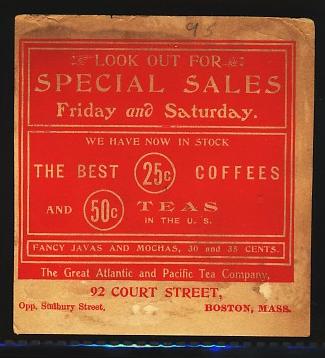 95
LOOK OUT FOR
SPECIAL SALES
Friday and Saturday.
WE HAVE NOW IN STOCK
THE BEST 25c COFFEES
AND 50c TEAS
IN THE U. S.
FANCY JAVAS AND MOCHAS, 30 and 35 CENTS.
The Great Atlantic and Pacific Tea Company,
92 COURT STREET,
Opp. Sudbury Street, BOSTON, MASS.